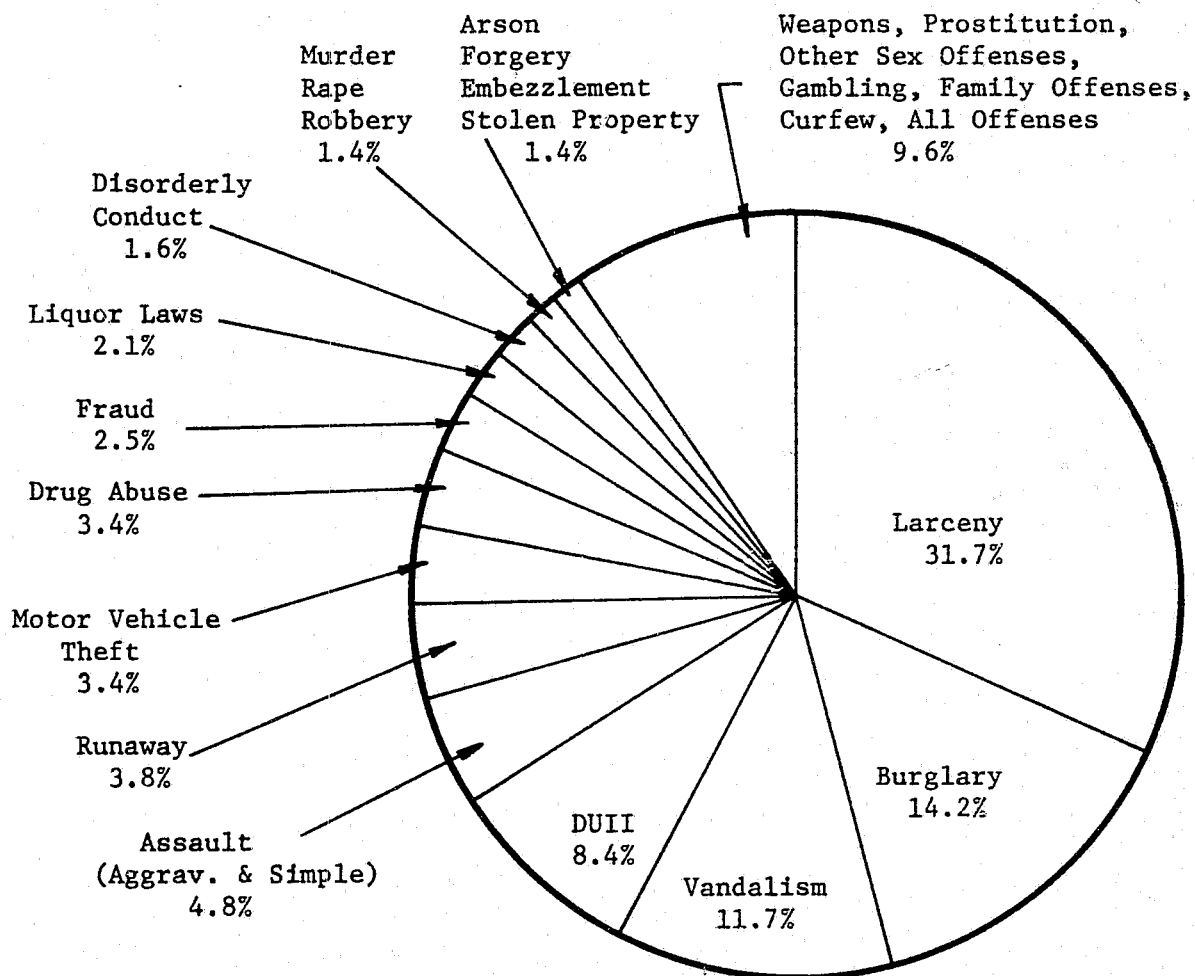 Murder
Rape
Robbery
1.4%
Arson
Forgery
Embezzlement
Stolen Property
1.4%
Weapons, Prostitution,
Other Sex Offenses,
Gambling, Family Offenses,
Curfew, All Offenses
9.6%
Disorderly
Conduct
1.6%
Liquor Laws
2.1%
Fraud
2.5%
Drug Abuse
3.4%
Motor Vehicle
Theft
3.4%
Runaway
3.8%
Assault
(Aggrav. & Simple)
4.8%
DUII
8.4%
Vandalism
11.7%
Burglary
14.2%
Larceny
31.7%